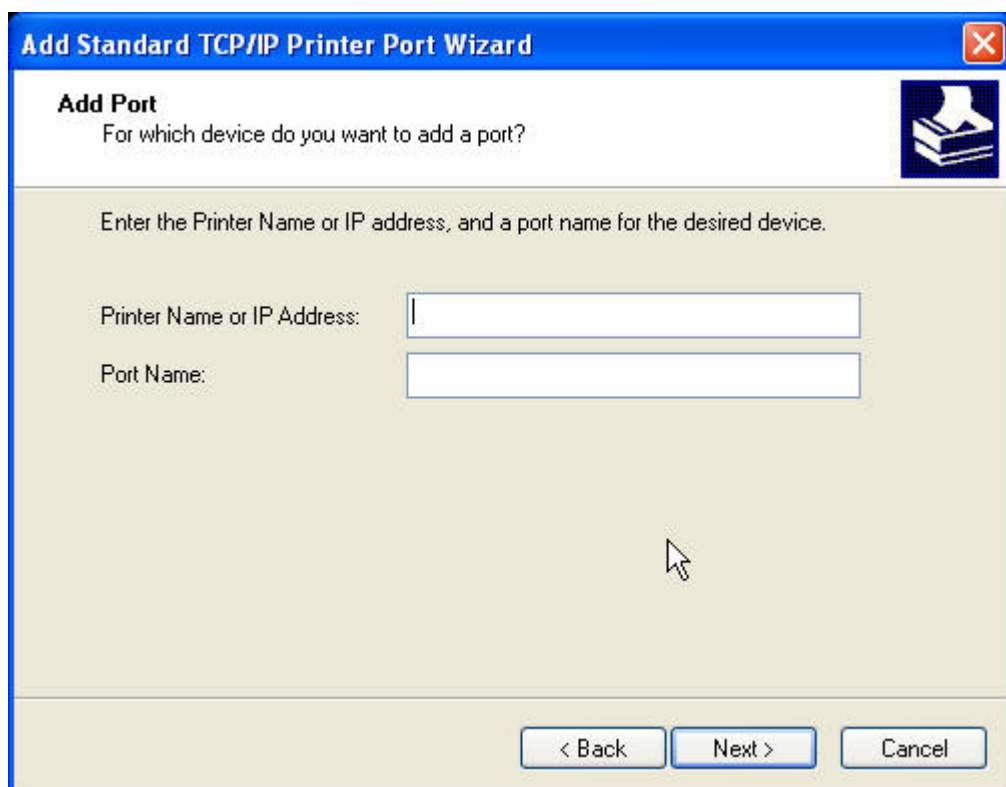 Add Standard TCP/IP Printer Port Wizard
Add Port
For which device do you want to add a port?
Enter the Printer Name or IP address, and a port name for the desired device.
Printer Name or IP Address:
Port Name:
< Back Next > Cancel